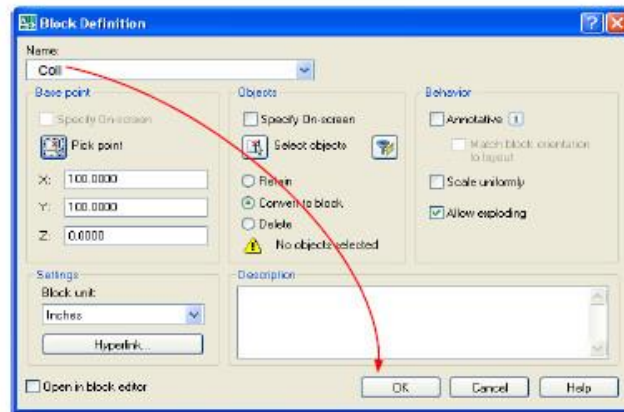 Block Definition
Name:
Coil
Base point
Specify On-screen
Pick point
X: 100.0000
Y: 100.0000
Z: 0.0000
Objects
Specify On-screen
Select objects
Retain
Convert to block
Delete
No objects selected
Behavior
Annotative
Match block orientation
to layout
Scale uniformly
Allow exploding
Settings
Block unit:
Inches
Hyperlink...
Description
Open in block editor
OK
Cancel
Help